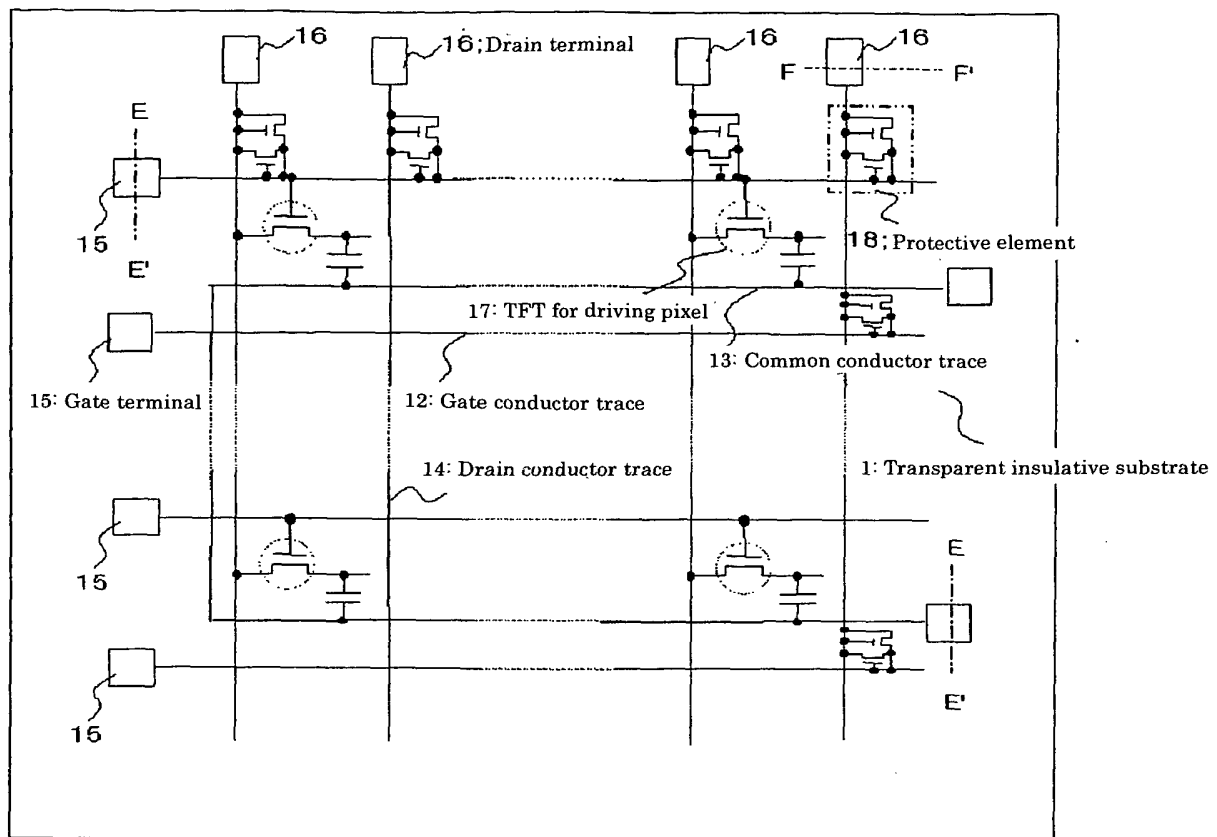 16
16;Drain terminal
16
16
F
F'
E
15
E'
18; Protective element
17: TFT for driving pixel
13: Common conductor trace
15: Gate terminal
12: Gate conductor trace
14: Drain conductor trace
1: Transparent insulative substrate
15
E
15
E'